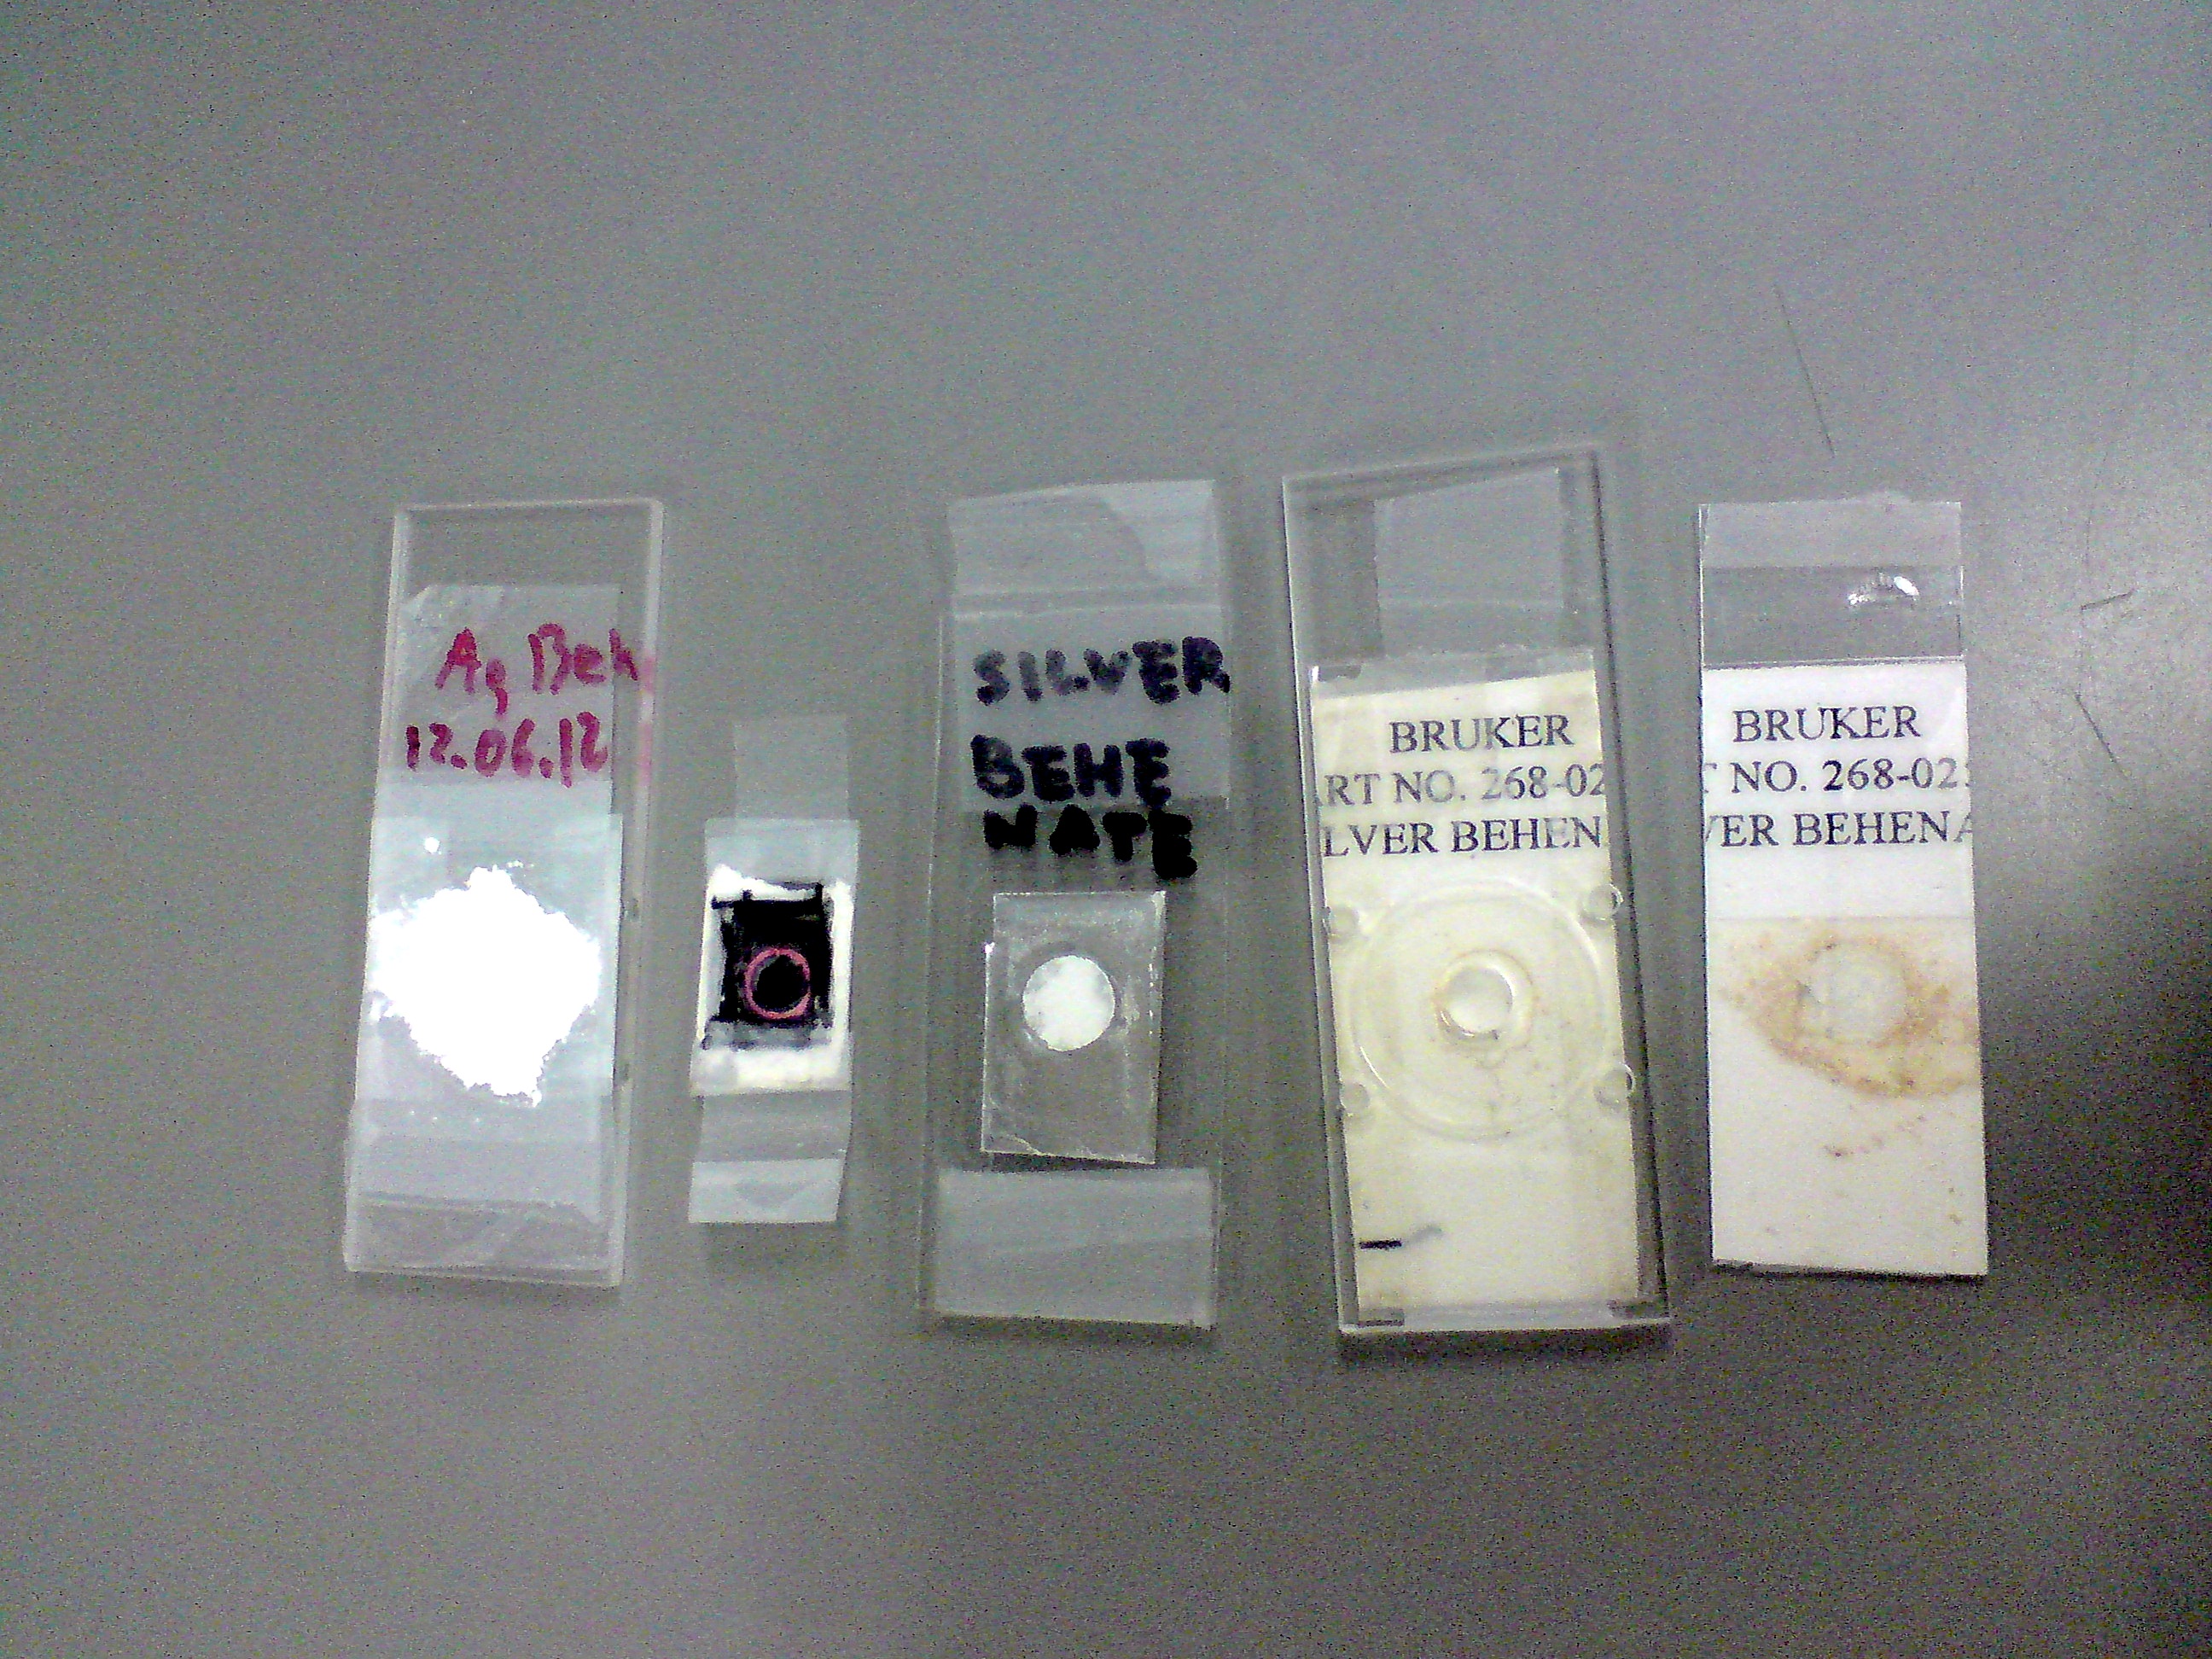 Ag Beh
12.06.12
SILVER
BEHE
NATE
BRUKER
ART NO. 268-02
LVER BEHEN
BRUKER
T NO. 268-02
VER BEHENA